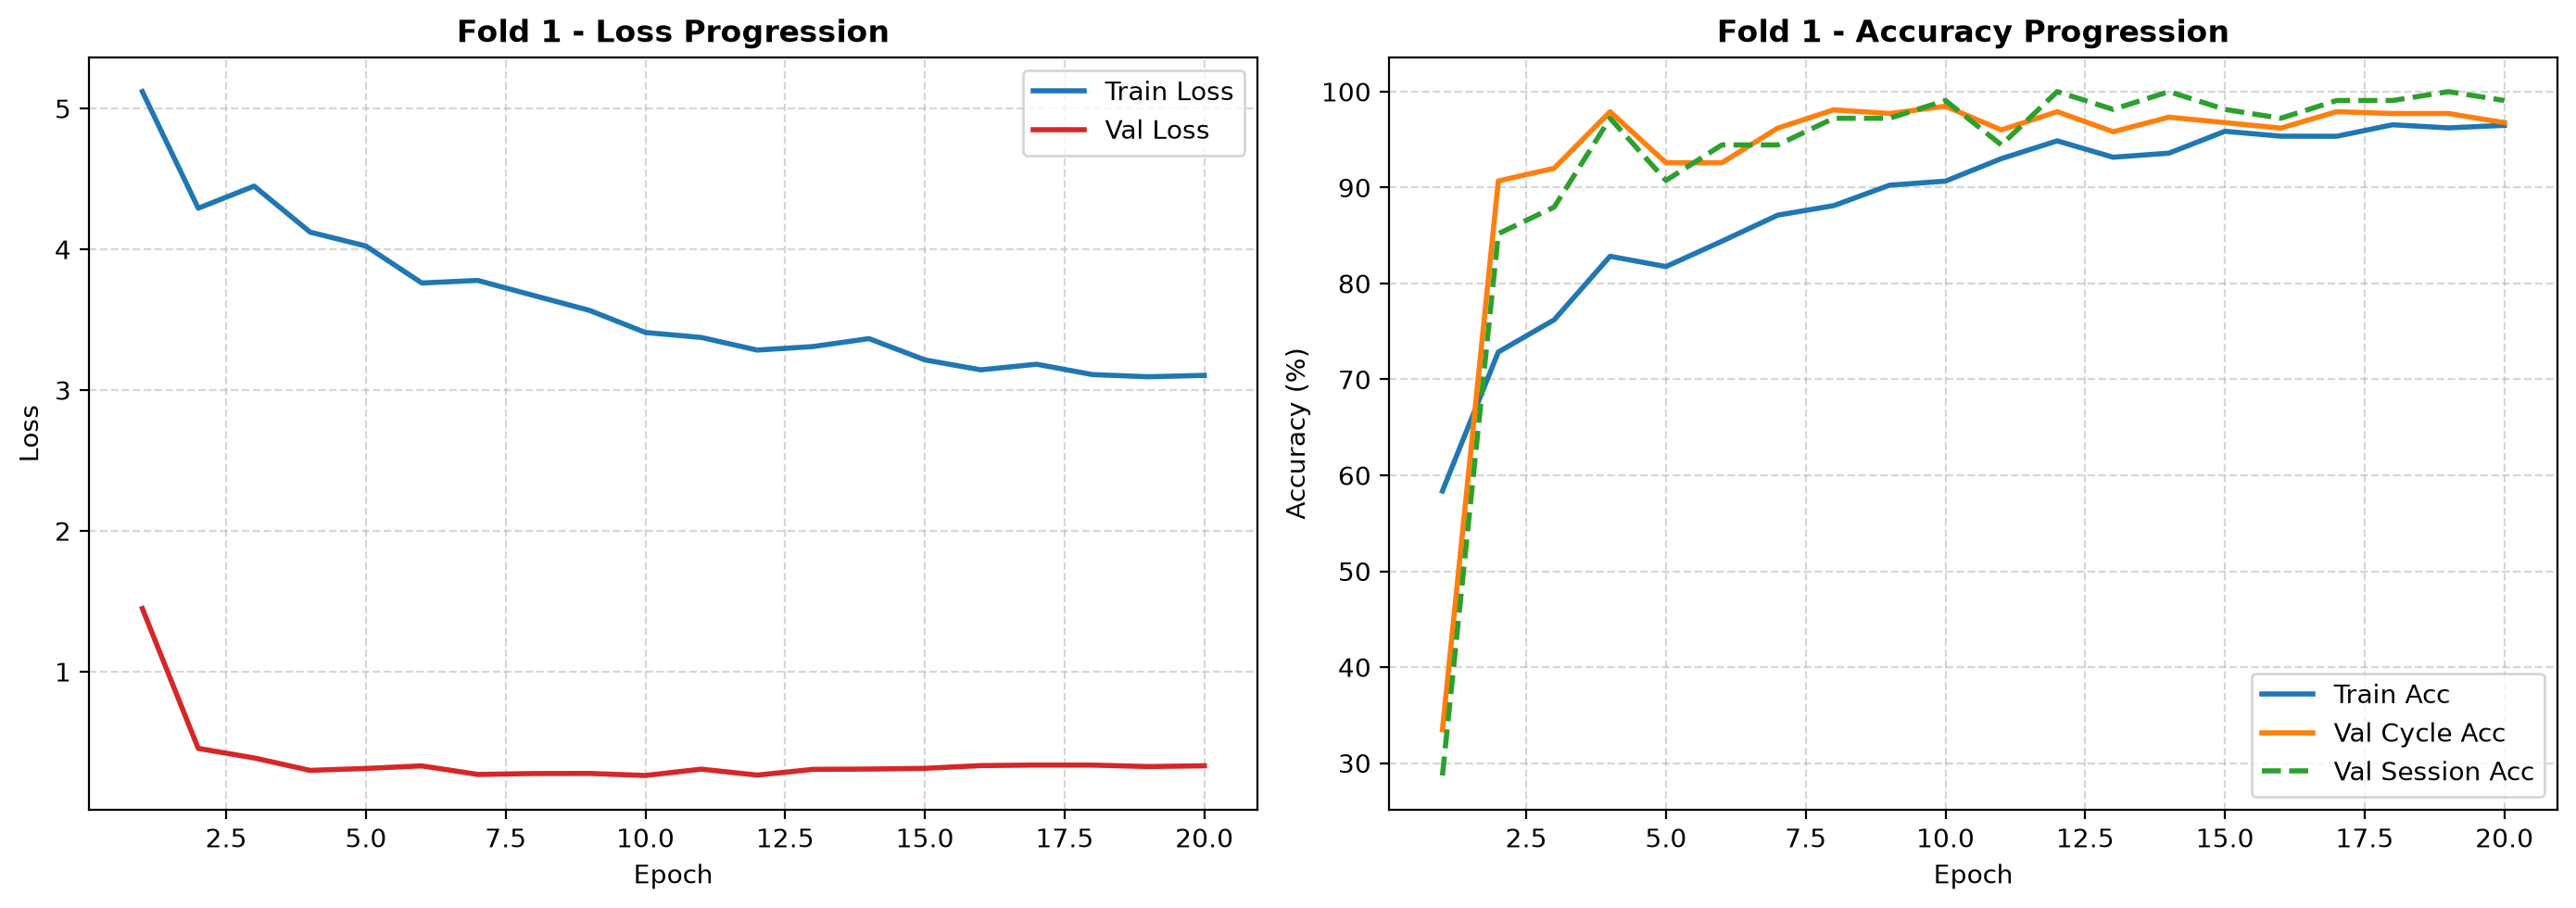 Fold 1 - Loss Progression
Train Loss
Val Loss
5
4
3
2
1
Loss
2.5 5.0 7.5 10.0 12.5 15.0 17.5 20.0
Epoch
Fold 1 - Accuracy Progression
100
90
80
70
60
50
40
30
Accuracy (%)
Train Acc
Val Cycle Acc
Val Session Acc
2.5 5.0 7.5 10.0 12.5 15.0 17.5 20.0
Epoch